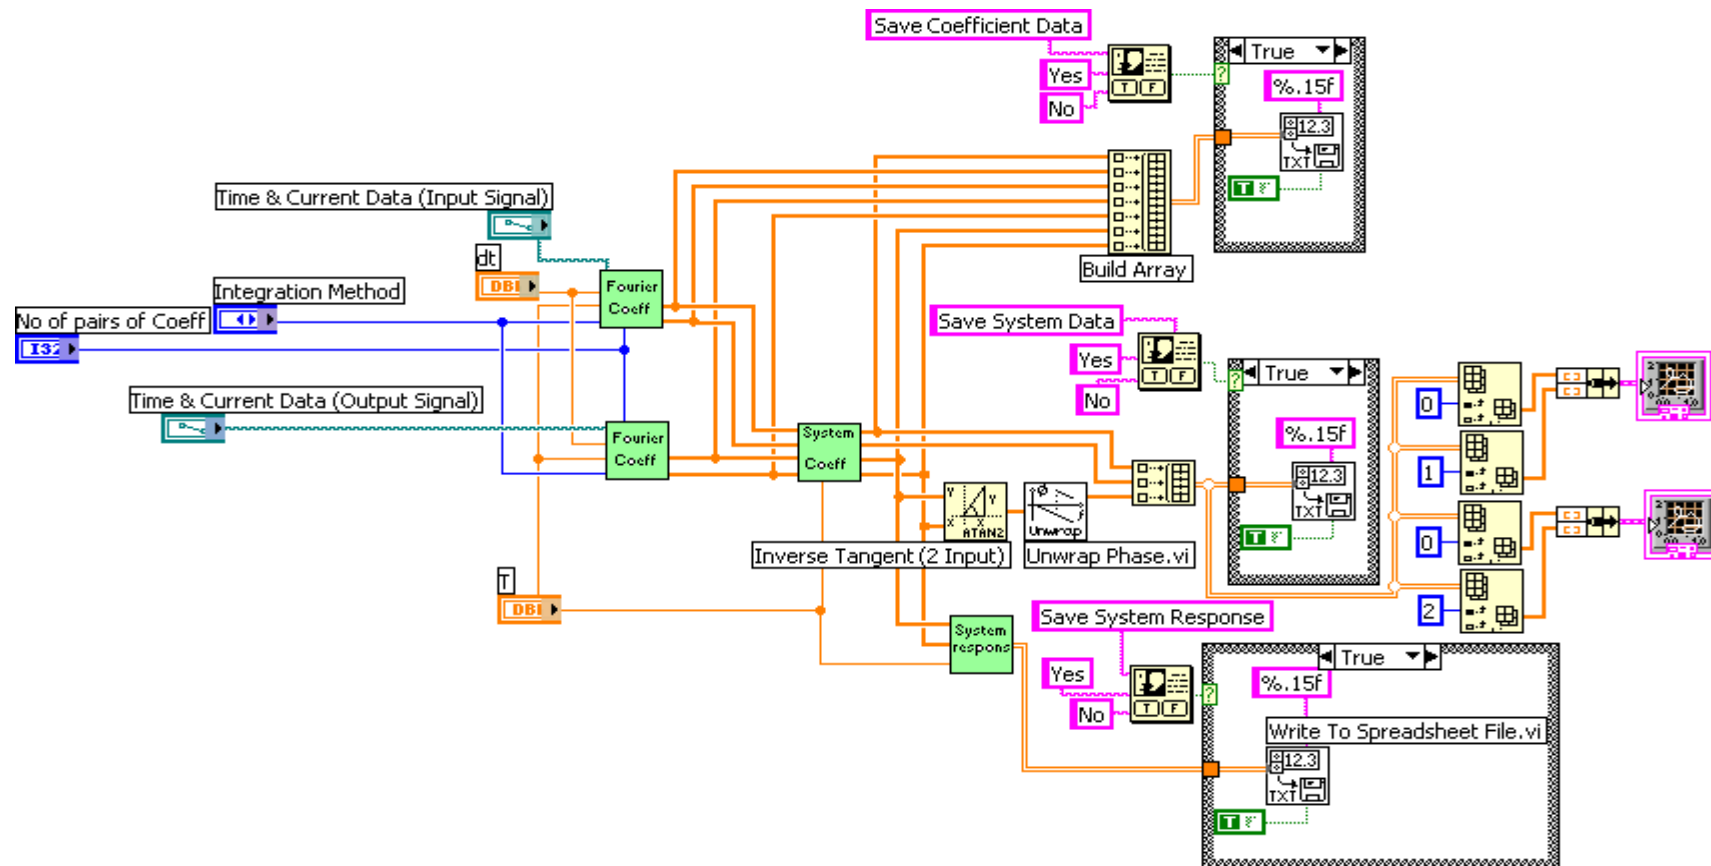 Save Coefficient Data
True
Yes
%.15f
No
12.3
TXT
T
F
T
Time & Current Data (Input Signal)
dt
Build Array
DBL
Fourier
Coeff
Integration Method
No of pairs of Coeff
I32
Save System Data
Yes
No
T
F
True
0
Time & Current Data (Output Signal)
Fourier
Coeff
System
Coeff
%.15f
12.3
TXT
T
1
Y
Y
X
X
ATAN2
Φ
Unwrap
Inverse Tangent (2 Input)
Unwrap Phase.vi
0
T
DBL
2
Save System Response
System
respons
Yes
No
T
F
True
%.15f
Write To Spreadsheet File.vi
12.3
TXT
T